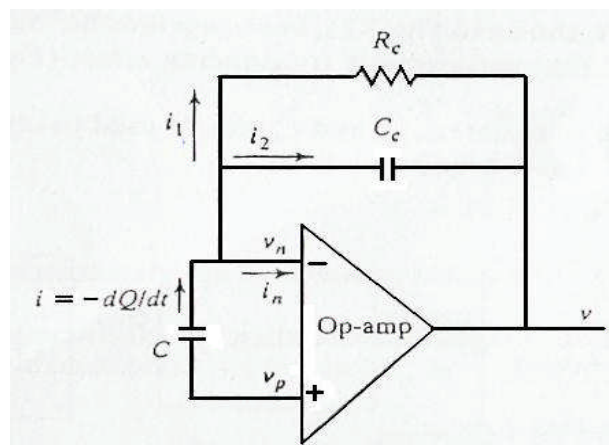 R_c
i_1
C_c
i_2
v_n
−
i_n
i = −dQ/dt
Op-amp
v
C
v_p
+